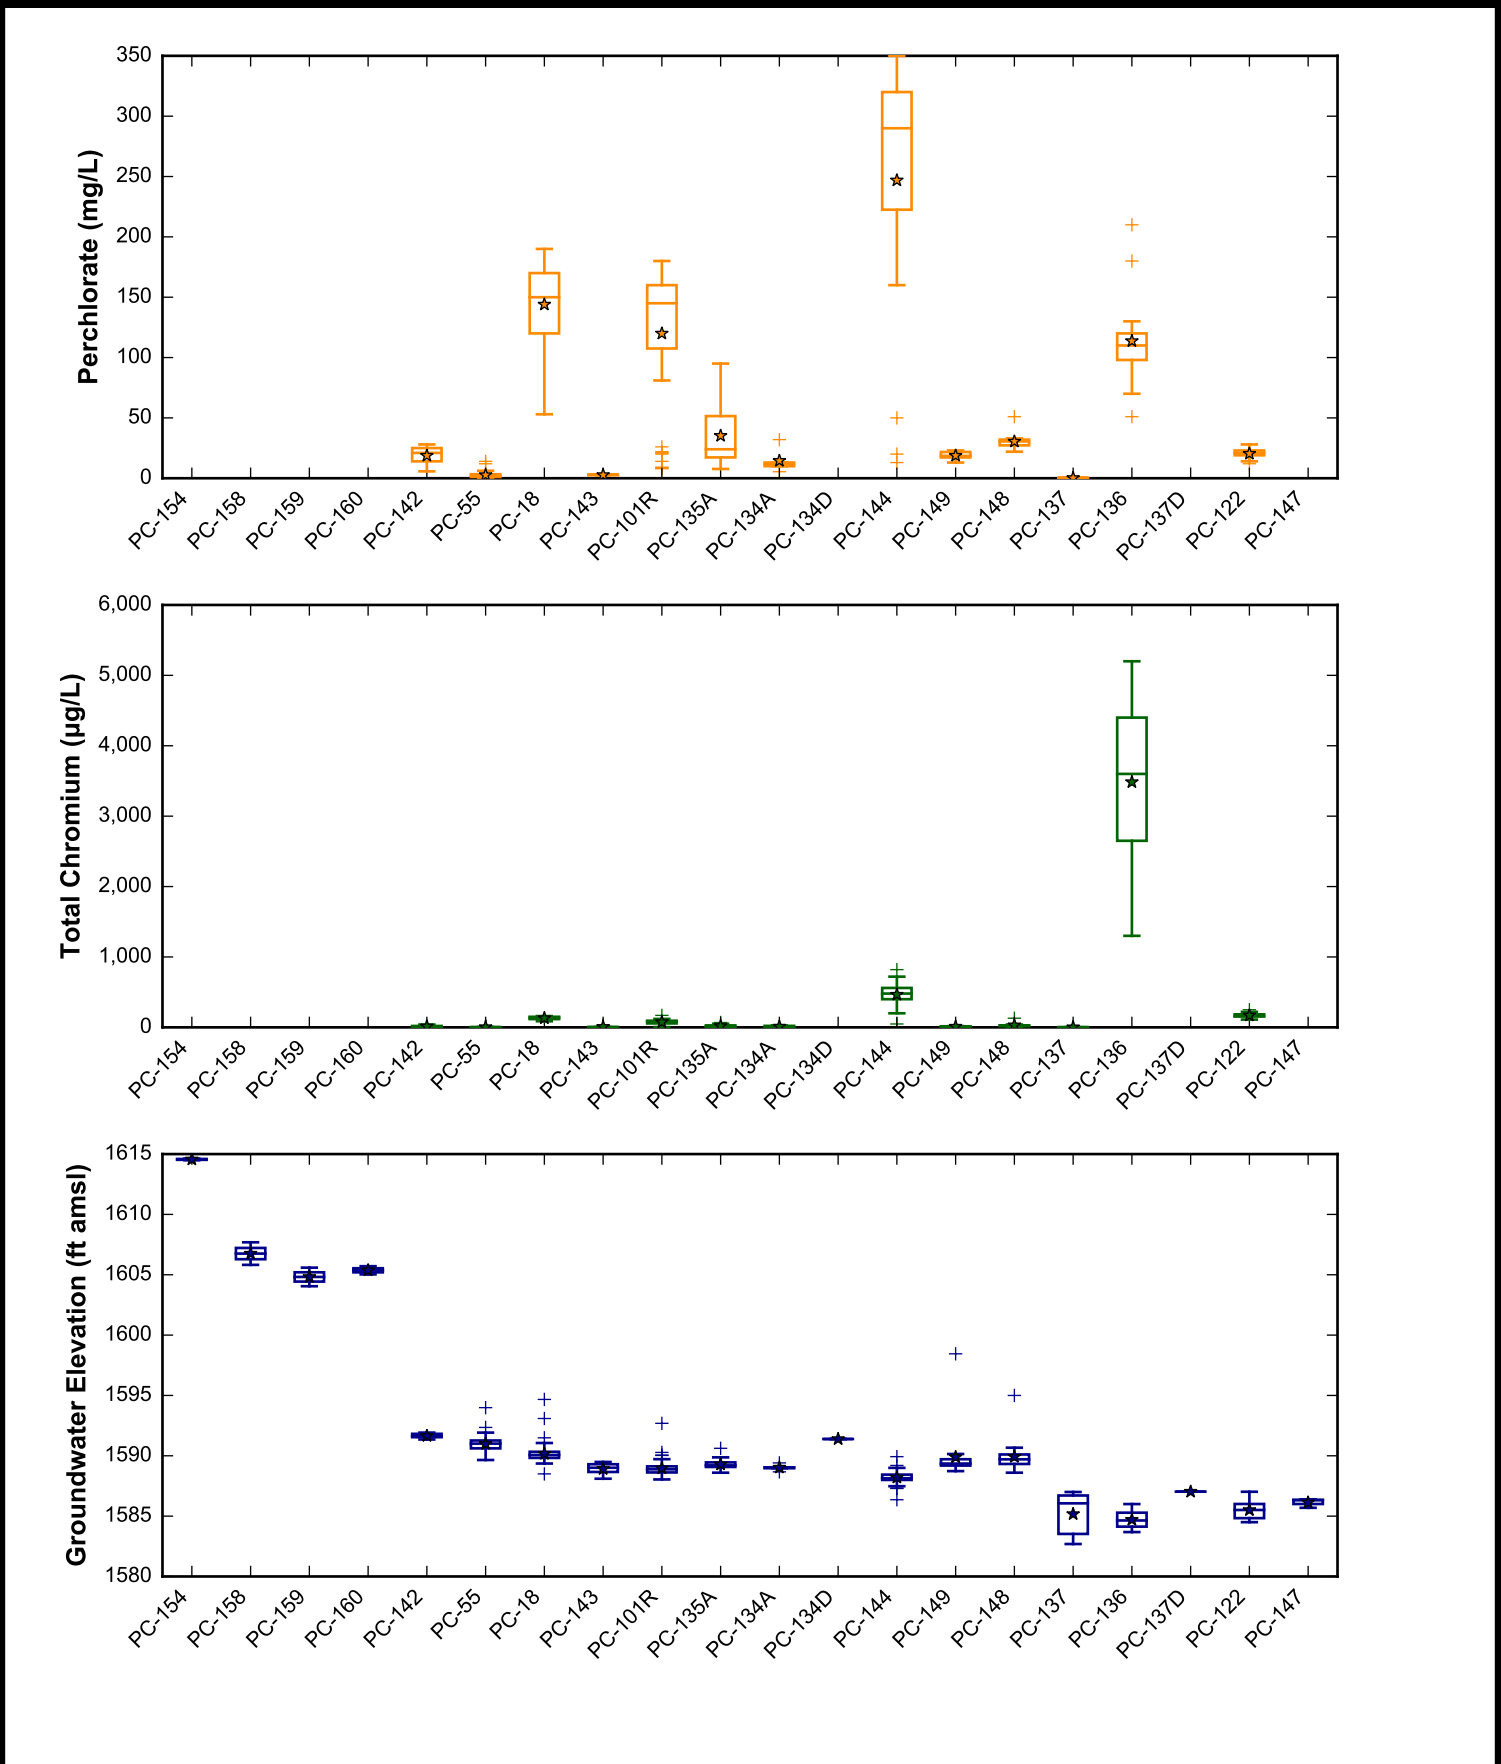 Perchlorate (mg/L)
350
300
250
200
150
100
50
0
PC-154
PC-158
PC-159
PC-160
PC-142
PC-55
PC-18
PC-143
PC-101R
PC-135A
PC-134A
PC-134D
PC-144
PC-149
PC-148
PC-137
PC-136
PC-137D
PC-122
PC-147
Total Chromium (µg/L)
6,000
5,000
4,000
3,000
2,000
1,000
0
PC-154
PC-158
PC-159
PC-160
PC-142
PC-55
PC-18
PC-143
PC-101R
PC-135A
PC-134A
PC-134D
PC-144
PC-149
PC-148
PC-137
PC-136
PC-137D
PC-122
PC-147
Groundwater Elevation (ft amsl)
1615
1610
1605
1600
1595
1590
1585
1580
PC-154
PC-158
PC-159
PC-160
PC-142
PC-55
PC-18
PC-143
PC-101R
PC-135A
PC-134A
PC-134D
PC-144
PC-149
PC-148
PC-137
PC-136
PC-137D
PC-122
PC-147